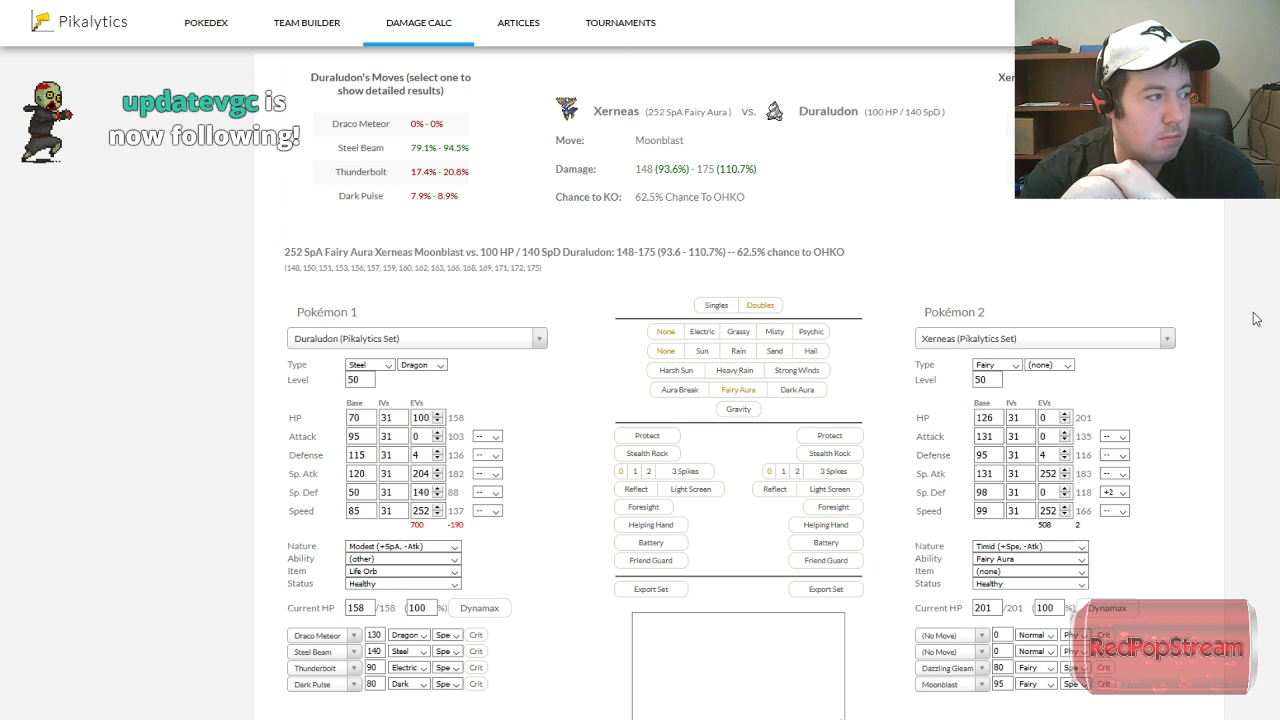 Pikalytics
POKEDEX TEAM BUILDER DAMAGE CALC ARTICLES TOURNAMENTS
updatevgc is
now following!
Duraludon's Moves (select one to
show detailed results)
Draco Meteor 0% - 0%
Steel Beam 79.1% - 94.5%
Thunderbolt 17.4% - 20.8%
Dark Pulse 7.9% - 8.9%
Xerneas (252 SpA Fairy Aura ) VS. Duraludon (100 HP / 140 SpD )
Move: Moonblast
Damage: 148 (93.6%) - 175 (110.7%)
Chance to KO: 62.5% Chance To OHKO
Xer
252 SpA Fairy Aura Xerneas Moonblast vs. 100 HP / 140 SpD Duraludon: 148-175 (93.6 - 110.7%) -- 62.5% chance to OHKO
(148, 150, 151, 153, 156, 157, 159, 160, 162, 163, 166, 168, 169, 171, 172, 175)
Pokémon 1
Duraludon (Pikalytics Set)
Type Steel Dragon
Level 50
Base IVs EVs
HP 70 31 100 158
Attack 95 31 0 103 --
Defense 115 31 4 136 --
Sp. Atk 120 31 204 182 --
Sp. Def 50 31 140 88 --
Speed 85 31 252 137 --
700 -190
Nature Modest (+SpA, -Atk)
Ability (other)
Item Life Orb
Status Healthy
Current HP 158 /158 (100 %) Dynamax
Draco Meteor 130 Dragon Spe Crit
Steel Beam 140 Steel Spe Crit
Thunderbolt 90 Electric Spe Crit
Dark Pulse 80 Dark Spe Crit
Singles Doubles
None Electric Grassy Misty Psychic
None Sun Rain Sand Hail
Harsh Sun Heavy Rain Strong Winds
Aura Break Fairy Aura Dark Aura
Gravity
Protect Protect
Stealth Rock Stealth Rock
0 1 2 3 Spikes 0 1 2 3 Spikes
Reflect Light Screen Reflect Light Screen
Foresight Foresight
Helping Hand Helping Hand
Battery Battery
Friend Guard Friend Guard
Export Set Export Set
Pokémon 2
Xerneas (Pikalytics Set)
Type Fairy (none)
Level 50
Base IVs EVs
HP 126 31 0 201
Attack 131 31 0 135 --
Defense 95 31 4 116 --
Sp. Atk 131 31 252 183 --
Sp. Def 98 31 0 118 +2
Speed 99 31 252 166 --
508 2
Nature Timid (+Spe, -Atk)
Ability Fairy Aura
Item (none)
Status Healthy
Current HP 201 /201 (100 %) Dynamax
(No Move) 0 Normal Phy Crit
(No Move) 0 Normal Phy Crit
Dazzling Gleam 80 Fairy Spe Crit
Moonblast 95 Fairy Spe Crit
RedPopStream